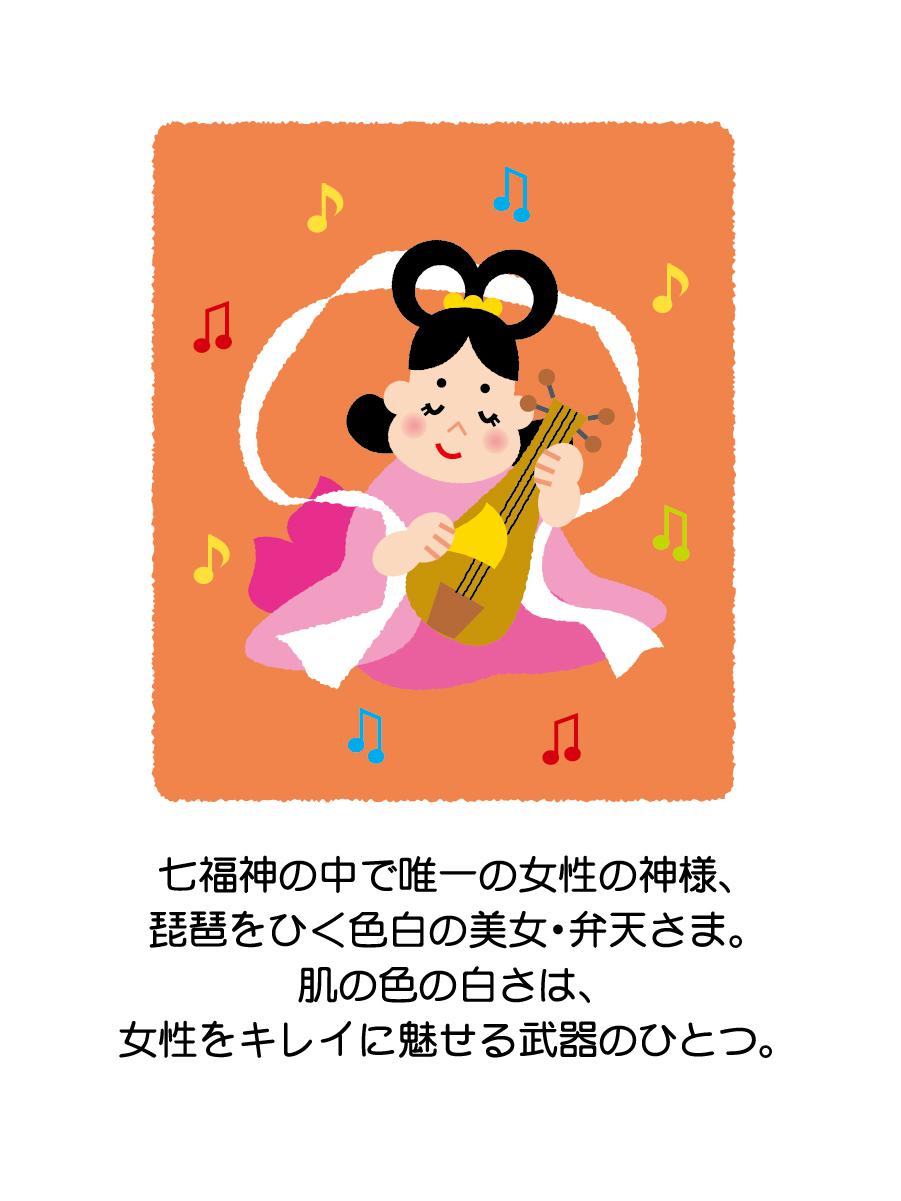 七福神の中で唯一の女性の神様、
琵琶をひく色白の美女・弁天さま。
肌の色の白さは、
女性をキレイに魅せる武器のひとつ。